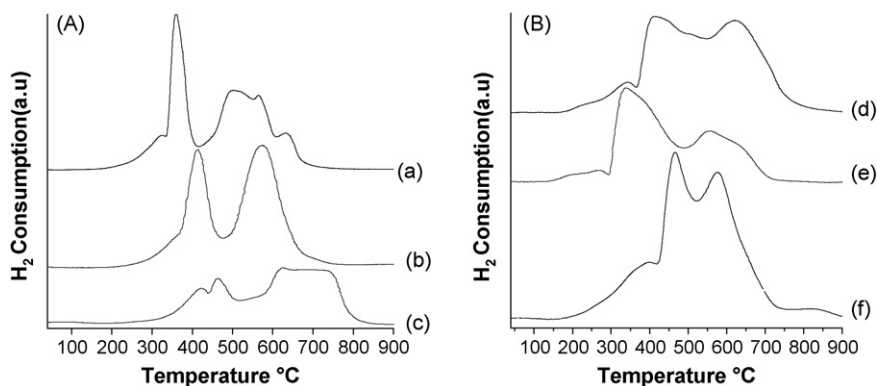 (A)
H₂ Consumption(a.u)
(a)
(b)
(c)
100 200 300 400 500 600 700 800 900
Temperature °C
(B)
H₂ Consumption(a.u)
(d)
(e)
(f)
100 200 300 400 500 600 700 800 900
Temperature °C